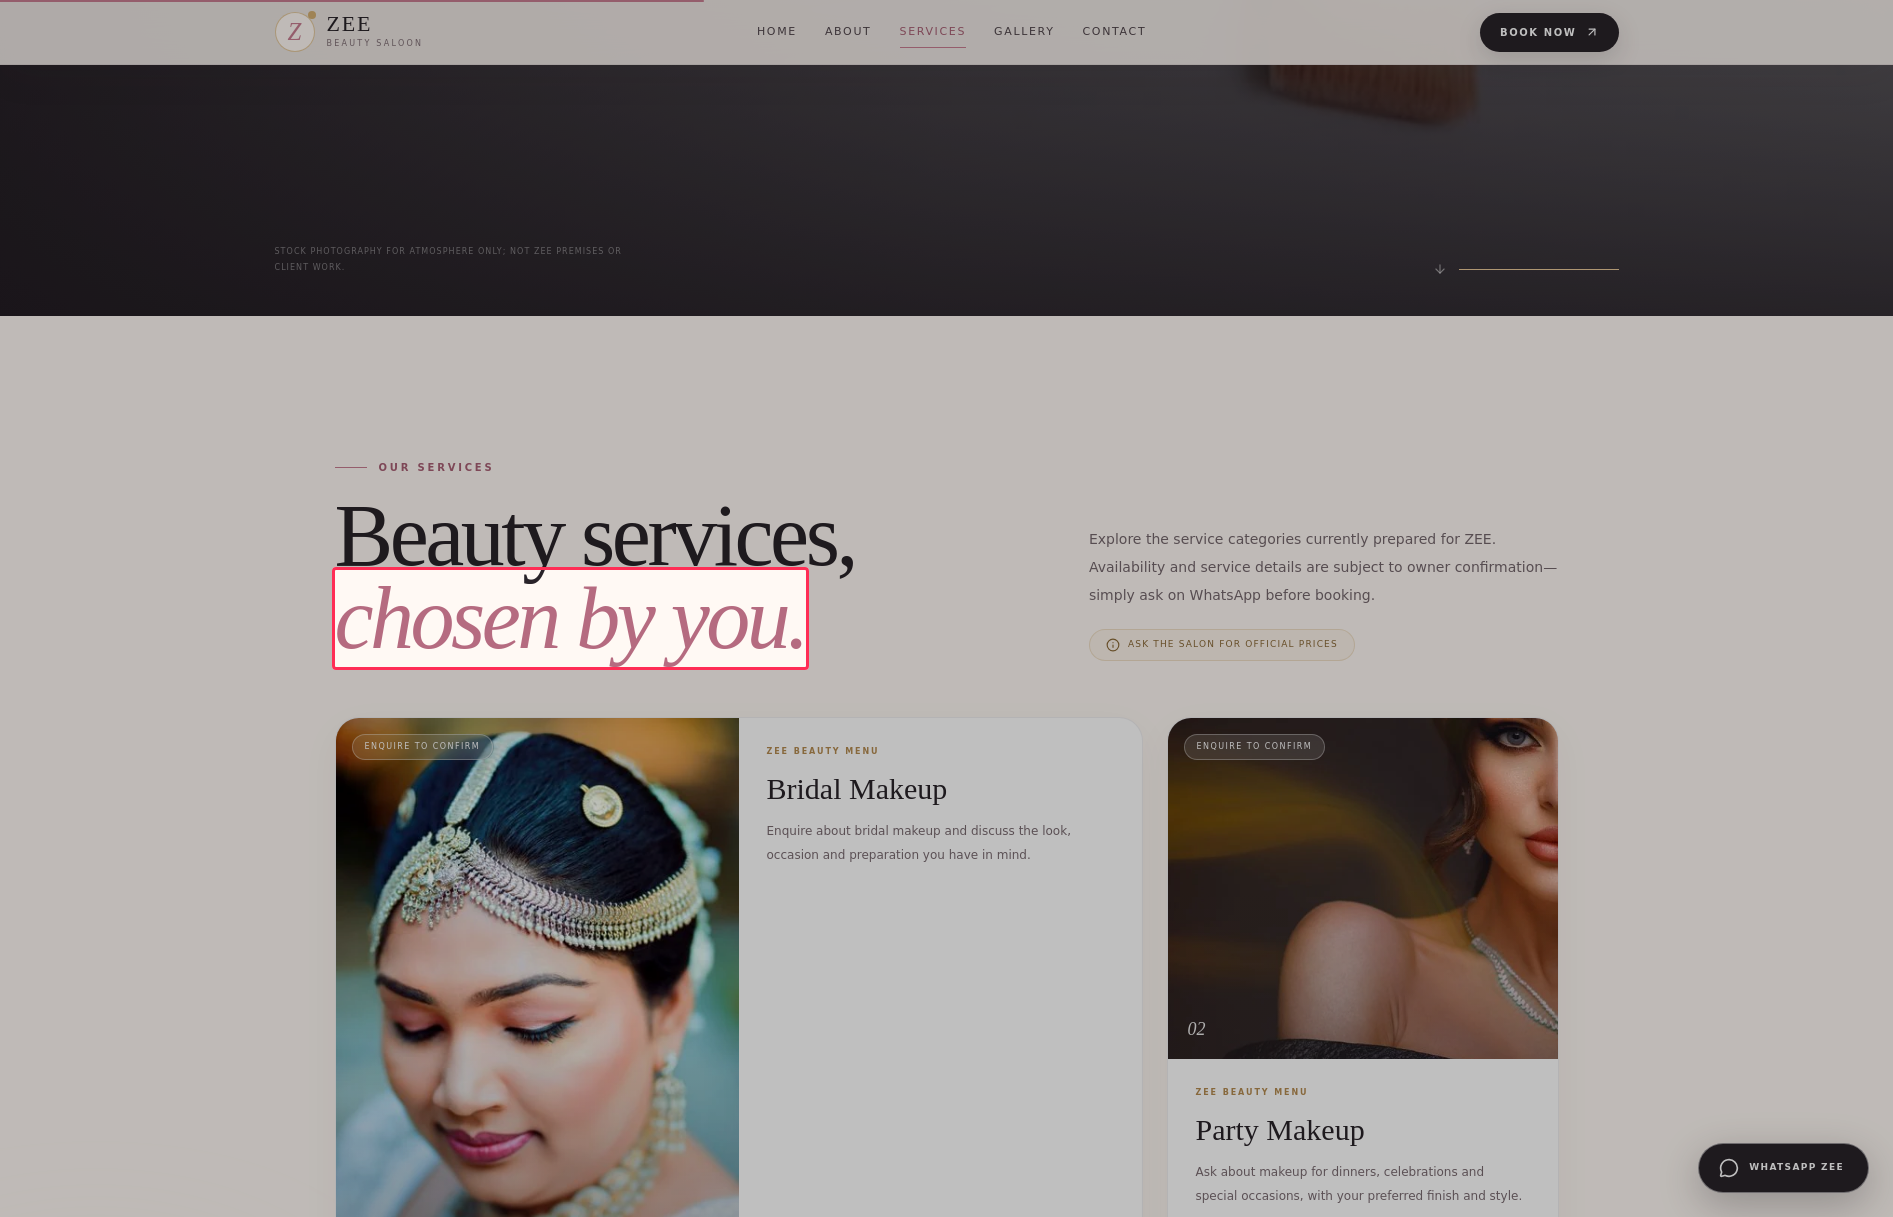 Z
ZEE
BEAUTY SALOON
HOME
ABOUT
SERVICES
GALLERY
CONTACT
BOOK NOW
STOCK PHOTOGRAPHY FOR ATMOSPHERE ONLY; NOT ZEE PREMISES OR
CLIENT WORK.
OUR SERVICES
Beauty services,
chosen by you.
Explore the service categories currently prepared for ZEE.
Availability and service details are subject to owner confirmation—
simply ask on WhatsApp before booking.
ASK THE SALON FOR OFFICIAL PRICES
ENQUIRE TO CONFIRM
ZEE BEAUTY MENU
Bridal Makeup
Enquire about bridal makeup and discuss the look,
occasion and preparation you have in mind.
ENQUIRE TO CONFIRM
02
ZEE BEAUTY MENU
Party Makeup
Ask about makeup for dinners, celebrations and
special occasions, with your preferred finish and style.
WHATSAPP ZEE